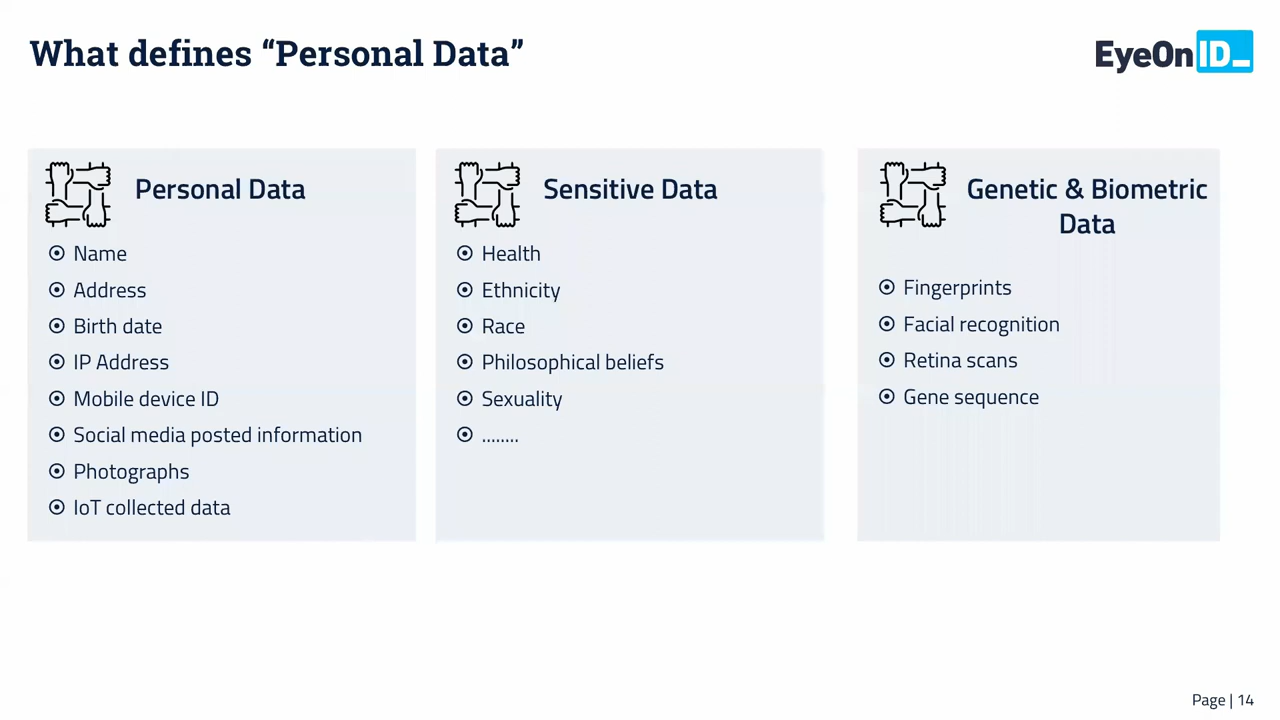 What defines “Personal Data”
EyeOnID_
Personal Data
Name
Address
Birth date
IP Address
Mobile device ID
Social media posted information
Photographs
IoT collected data
Sensitive Data
Health
Ethnicity
Race
Philosophical beliefs
Sexuality
........
Genetic & Biometric
Data
Fingerprints
Facial recognition
Retina scans
Gene sequence
Page | 14